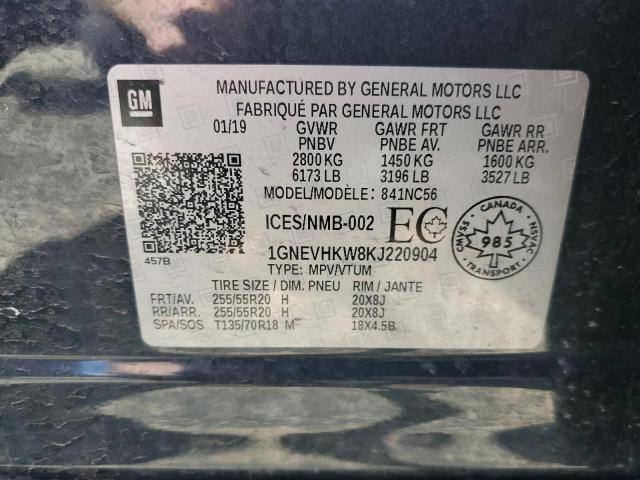 GM
MANUFACTURED BY GENERAL MOTORS LLC
FABRIQUÉ PAR GENERAL MOTORS LLC
01/19 GVWR GAWR FRT GAWR RR
PNBV PNBE AV. PNBE ARR.
2800 KG 1450 KG 1600 KG
6173 LB 3196 LB 3527 LB
MODEL/MODÈLE: 841NC56
ICES/NMB-002 EC
CANADA
985
TRANSPORT
SVMAC
NSVAC
457B
1GNEVHKW8KJ220904
TYPE: MPV/VTUM
TIRE SIZE / DIM. PNEU RIM / JANTE
FRT/AV. 255/55R20 H 20X8J
RR/ARR. 255/55R20 H 20X8J
SPA/SOS T135/70R18 M 18X4.5B